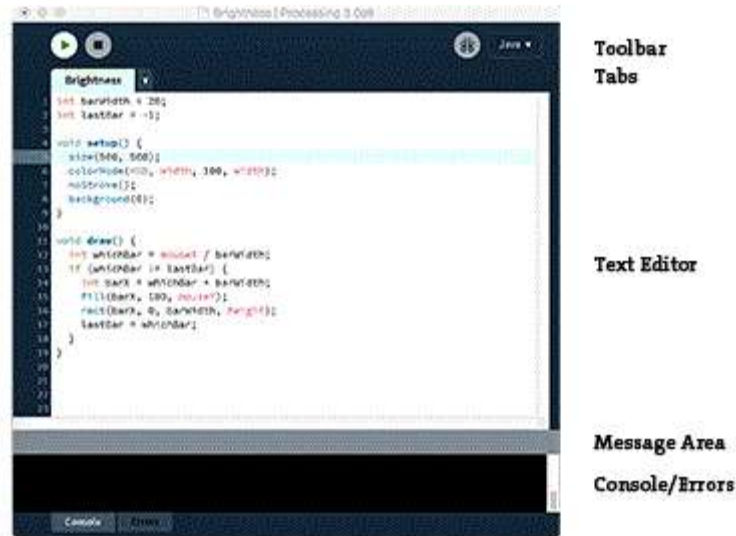 Brightness | Processing 3.0
Java
Toolbar
Brightness
Tabs
int barWidth = 20;
int lastBar = -1;
void setup() {
size(500, 500);
colorMode(HSB, width, 100, width);
noStroke();
background(0);
}
void draw() {
int whichBar = mouseX / barWidth;
if (whichBar != lastBar) {
int barX = whichBar * barWidth;
fill(barX, 100, mouseY);
rect(barX, 0, barWidth, height);
lastBar = whichBar;
}
}
Text Editor
Message Area
Console/Errors
Console Errors